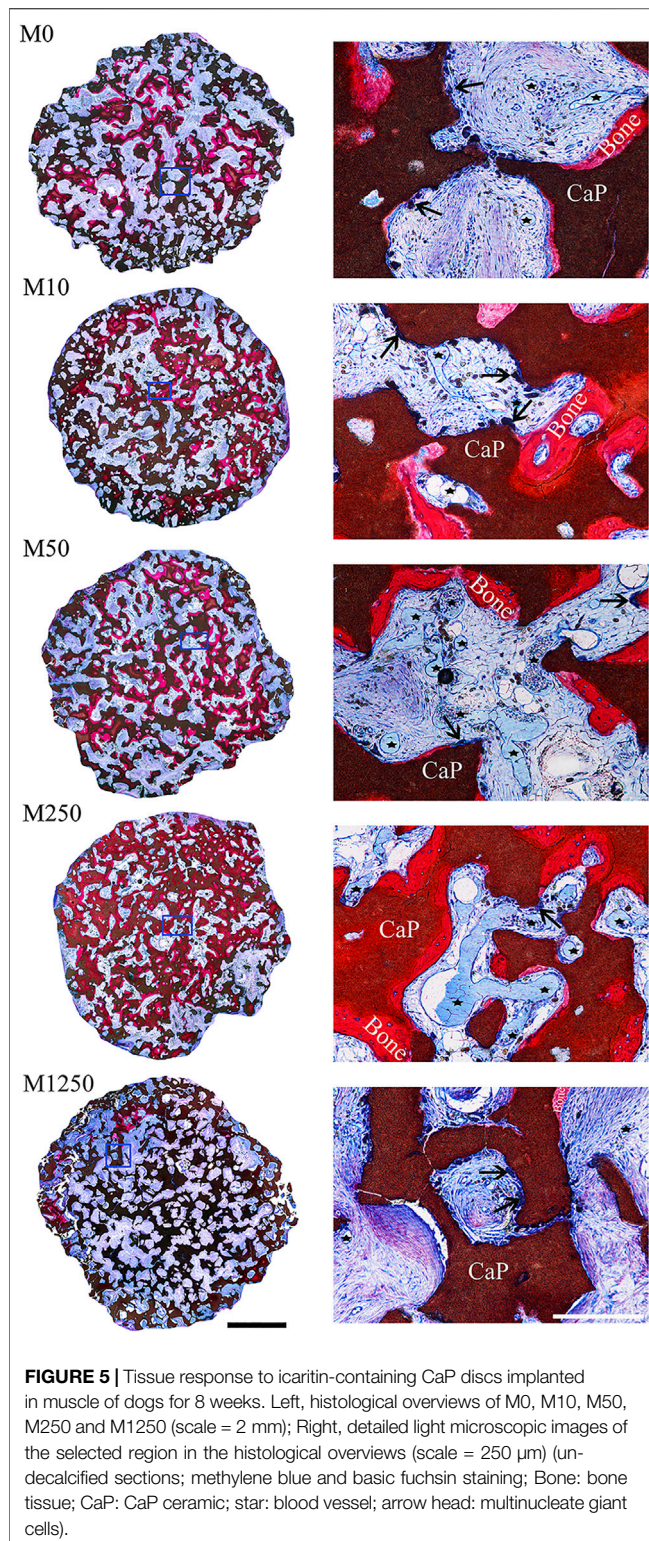 M0
Bone
CaP
M10
Bone
CaP
M50
Bone
CaP
M250
CaP
Bone
M1250
Bone
CaP
FIGURE 5 | Tissue response to icaritin-containing CaP discs implanted
in muscle of dogs for 8 weeks. Left, histological overviews of M0, M10, M50,
M250 and M1250 (scale = 2 mm); Right, detailed light microscopic images of
the selected region in the histological overviews (scale = 250 µm) (un-
decalcified sections; methylene blue and basic fuchsin staining; Bone: bone
tissue; CaP: CaP ceramic; star: blood vessel; arrow head: multinucleate giant
cells).